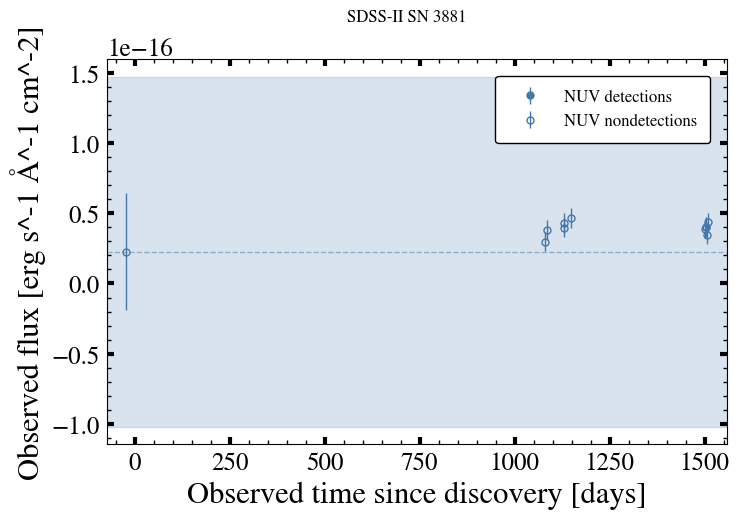 SDSS-II SN 3881
1e−16
Observed flux [erg s^-1 Å^-1 cm^-2]
1.5
1.0
0.5
0.0
−0.5
−1.0
NUV detections
NUV nondetections
0 250 500 750 1000 1250 1500
Observed time since discovery [days]